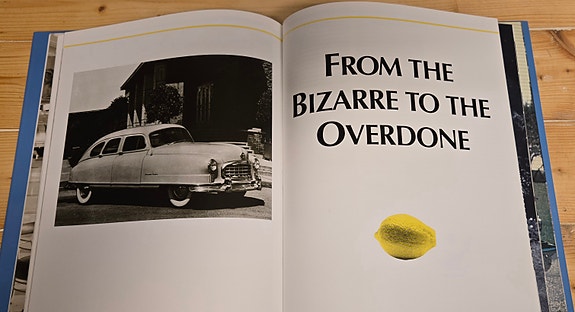 FROM THE
BIZARRE TO THE
OVERDONE